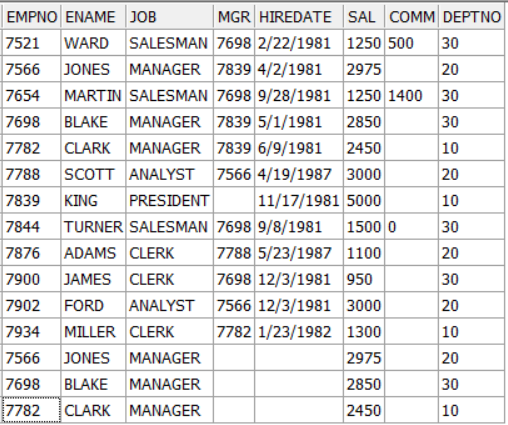 EMPNO ENAME JOB MGR HIREDATE SAL COMM DEPTNO
7521 WARD SALESMAN 7698 2/22/1981 1250 500 30
7566 JONES MANAGER 7839 4/2/1981 2975 20
7654 MARTIN SALESMAN 7698 9/28/1981 1250 1400 30
7698 BLAKE MANAGER 7839 5/1/1981 2850 30
7782 CLARK MANAGER 7839 6/9/1981 2450 10
7788 SCOTT ANALYST 7566 4/19/1987 3000 20
7839 KING PRESIDENT 11/17/1981 5000 10
7844 TURNER SALESMAN 7698 9/8/1981 1500 0 30
7876 ADAMS CLERK 7788 5/23/1987 1100 20
7900 JAMES CLERK 7698 12/3/1981 950 30
7902 FORD ANALYST 7566 12/3/1981 3000 20
7934 MILLER CLERK 7782 1/23/1982 1300 10
7566 JONES MANAGER 2975 20
7698 BLAKE MANAGER 2850 30
7782 CLARK MANAGER 2450 10